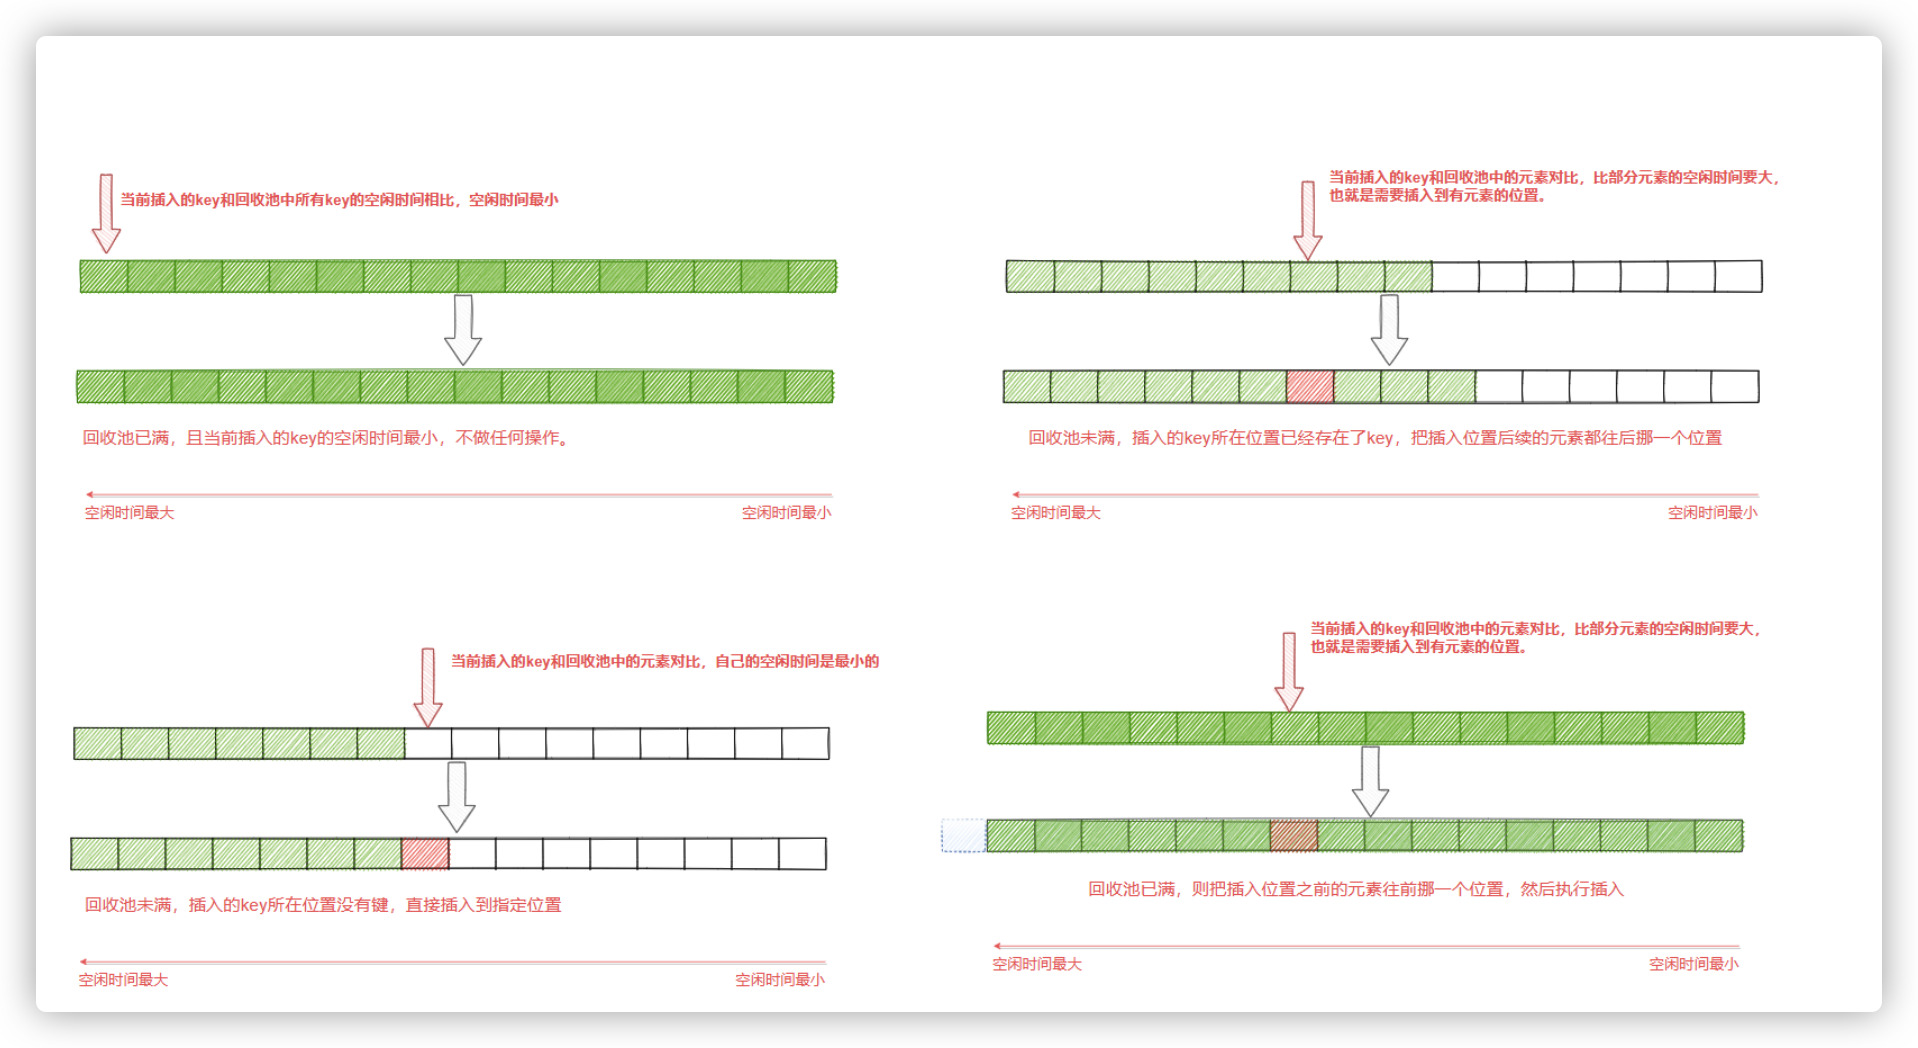 当前插入的key和回收池中所有key的空闲时间相比，空闲时间最小
回收池已满，且当前插入的key的空闲时间最小，不做任何操作。
空闲时间最大
空闲时间最小
当前插入的key和回收池中的元素对比，比部分元素的空闲时间要大，
也就是需要插入到有元素的位置。
回收池未满，插入的key所在位置已经存在了key，把插入位置后续的元素都往后挪一个位置
空闲时间最大
空闲时间最小
当前插入的key和回收池中的元素对比，自己的空闲时间是最小的
回收池未满，插入的key所在位置没有键，直接插入到指定位置
空闲时间最大
空闲时间最小
当前插入的key和回收池中的元素对比，比部分元素的空闲时间要大，
也就是需要插入到有元素的位置。
回收池已满，则把插入位置之前的元素往前挪一个位置，然后执行插入
空闲时间最大
空闲时间最小